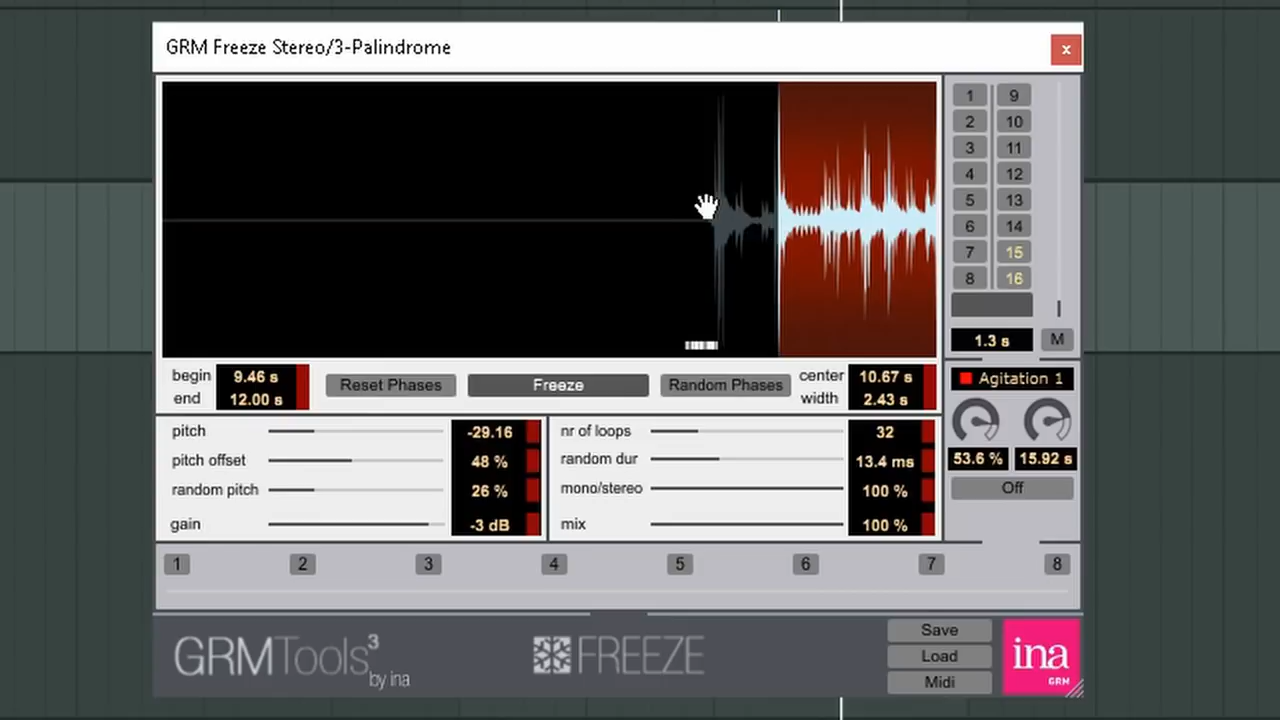 GRM Freeze Stereo/3-Palindrome
x
1 9
2 10
3 11
4 12
5 13
6 14
7 15
8 16
1.3 s M
begin 9.46 s
end 12.00 s
Reset Phases Freeze Random Phases
center 10.67 s
width 2.43 s
Agitation 1
53.6 % 15.92 s
Off
pitch -29.16
pitch offset 48 %
random pitch 26 %
gain -3 dB
nr of loops 32
random dur 13.4 ms
mono/stereo 100 %
mix 100 %
1 2 3 4 5 6 7 8
GRMTools3
by ina
FREEZE
Save
Load
Midi
ina
GRM